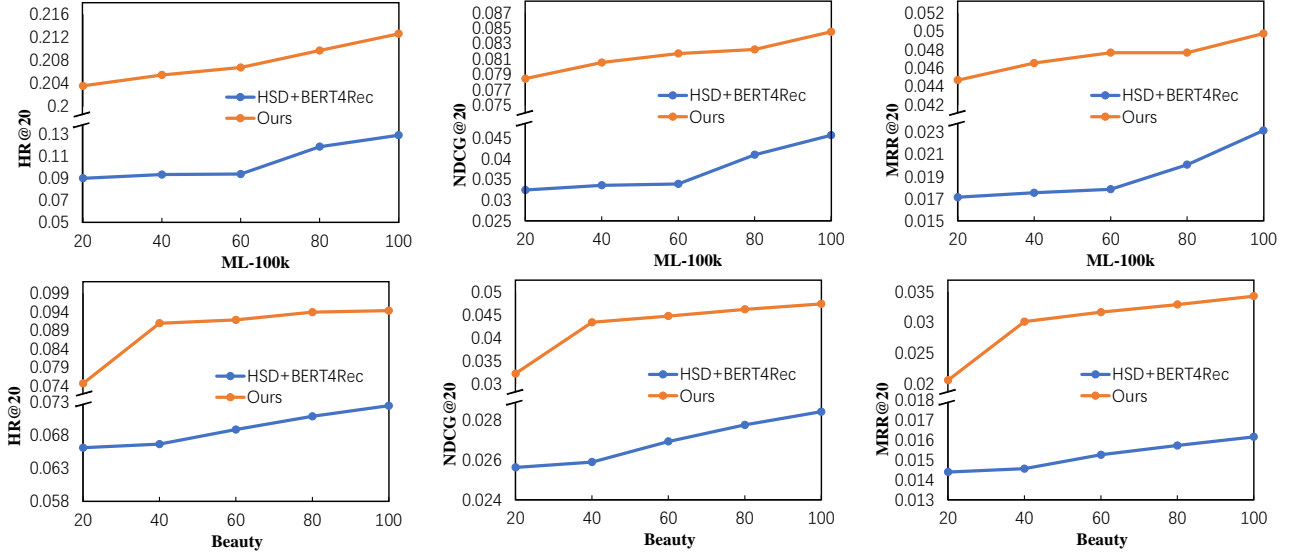 HR@20
0.216
0.212
0.208
0.204
0.2
0.13
0.11
0.09
0.07
0.05
20 40 60 80 100
ML-100k
HSD+BERT4Rec
Ours
NDCG@20
0.087
0.085
0.083
0.081
0.079
0.077
0.075
0.045
0.04
0.035
0.03
0.025
20 40 60 80 100
ML-100k
HSD+BERT4Rec
Ours
MRR@20
0.052
0.05
0.048
0.046
0.044
0.042
0.023
0.021
0.019
0.017
0.015
20 40 60 80 100
ML-100k
HSD+BERT4Rec
Ours
HR@20
0.099
0.094
0.089
0.084
0.079
0.074
0.073
0.068
0.063
0.058
20 40 60 80 100
Beauty
HSD+BERT4Rec
Ours
NDCG@20
0.05
0.045
0.04
0.035
0.03
0.028
0.026
0.024
20 40 60 80 100
Beauty
HSD+BERT4Rec
Ours
MRR@20
0.035
0.03
0.025
0.02
0.018
0.017
0.016
0.015
0.014
0.013
20 40 60 80 100
Beauty
HSD+BERT4Rec
Ours